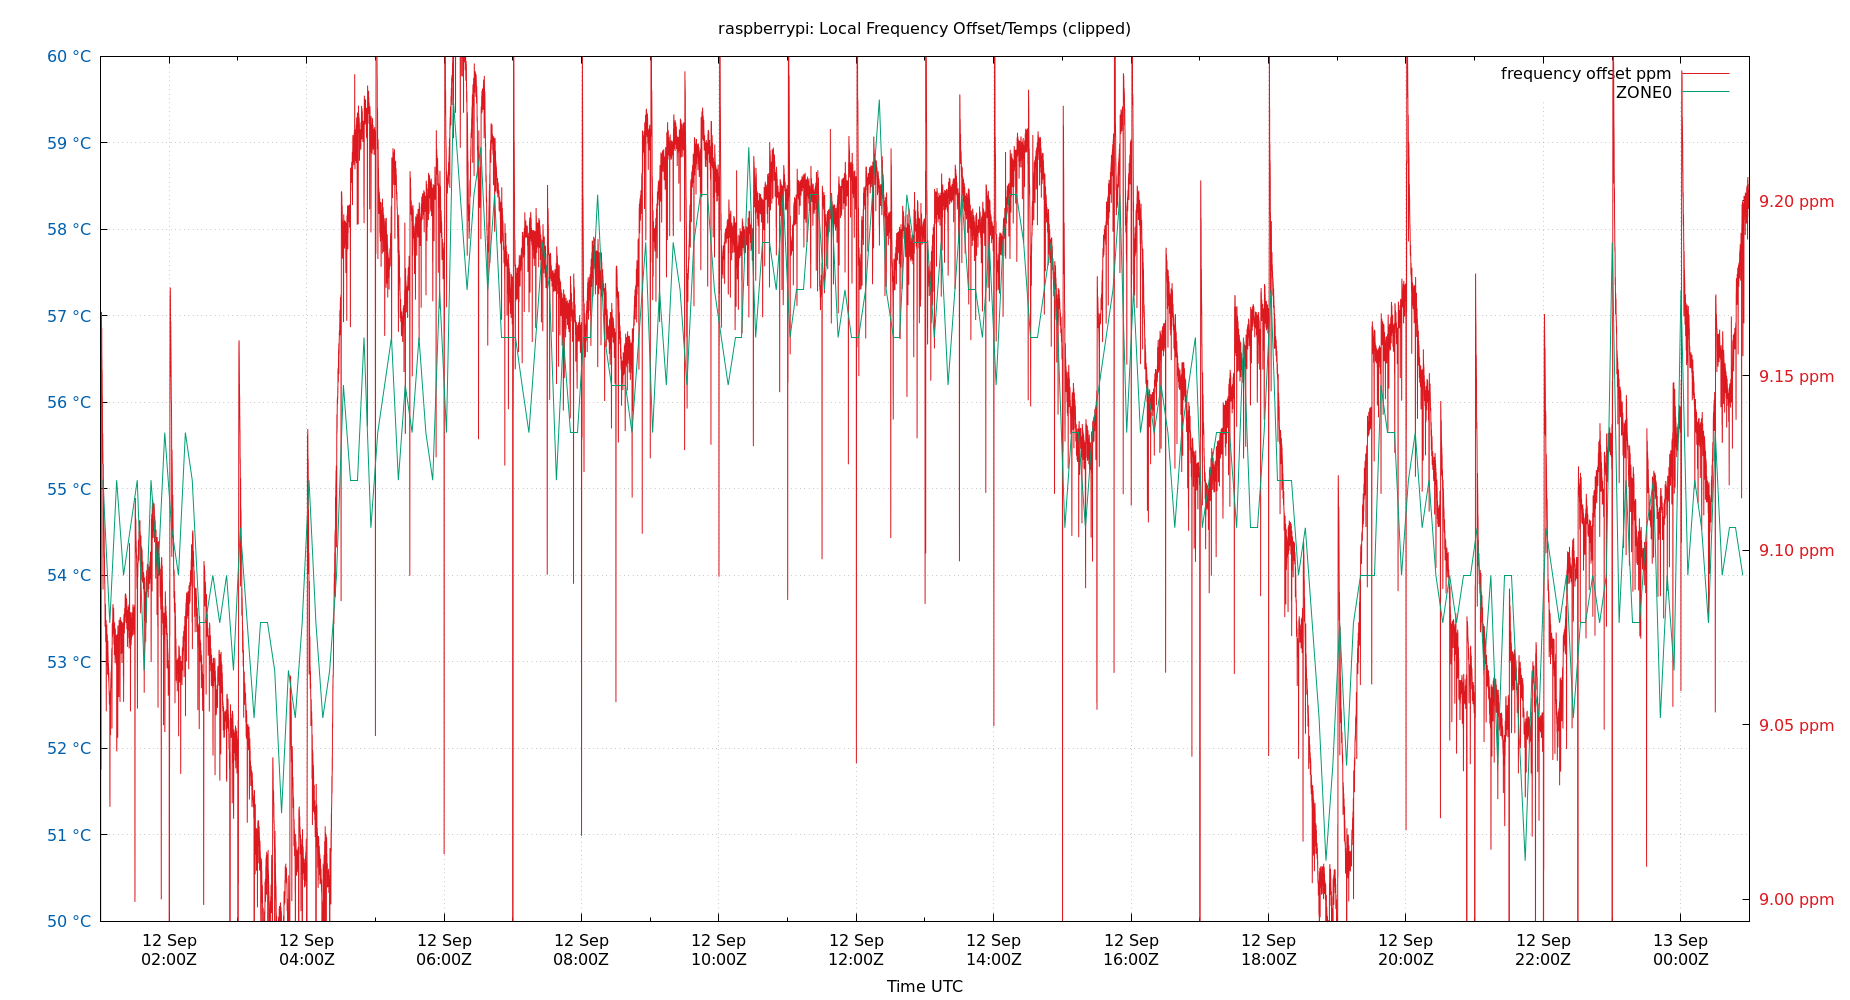 raspberrypi: Local Frequency Offset/Temps (clipped)
60 °C
59 °C
58 °C
57 °C
56 °C
55 °C
54 °C
53 °C
52 °C
51 °C
50 °C
frequency offset ppm
ZONE0
9.20 ppm
9.15 ppm
9.10 ppm
9.05 ppm
9.00 ppm
12 Sep
02:00Z
12 Sep
04:00Z
12 Sep
06:00Z
12 Sep
08:00Z
12 Sep
10:00Z
12 Sep
12:00Z
12 Sep
14:00Z
12 Sep
16:00Z
12 Sep
18:00Z
12 Sep
20:00Z
12 Sep
22:00Z
13 Sep
00:00Z
Time UTC